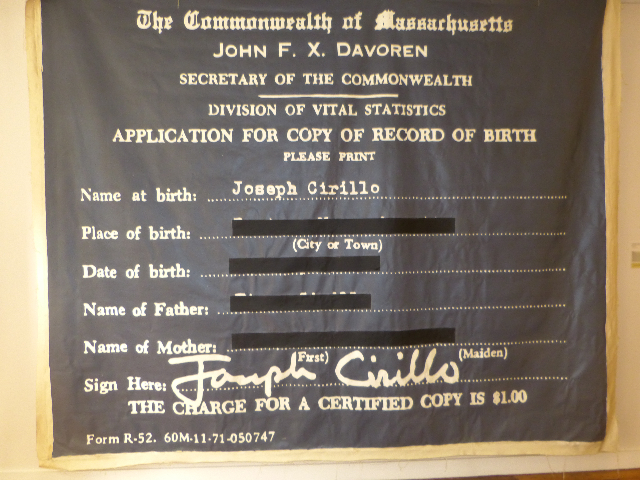 The Commonwealth of Massachusetts
JOHN F. X. DAVOREN
SECRETARY OF THE COMMONWEALTH
DIVISION OF VITAL STATISTICS
APPLICATION FOR COPY OF RECORD OF BIRTH
PLEASE PRINT
Name at birth: Joseph Cirillo
Place of birth:
(City or Town)
Date of birth:
Name of Father:
Name of Mother:
(First) (Maiden)
Sign Here: Joseph Cirillo
THE CHARGE FOR A CERTIFIED COPY IS $1.00
Form R-52. 60M-11-71-050747